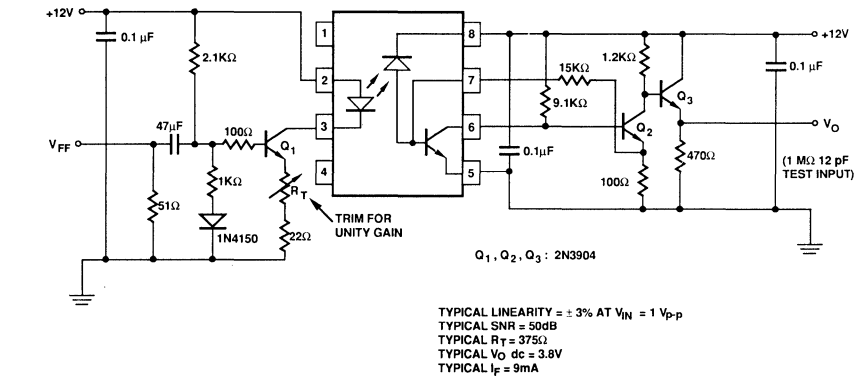 +12V
0.1 µF
2.1KΩ
47µF
100Ω
Q1
VFF
51Ω
1KΩ
1N4150
RT
22Ω
TRIM FOR
UNITY GAIN
1
2
3
4
8
7
6
5
+12V
15KΩ
1.2KΩ
9.1KΩ
Q3
Q2
0.1 µF
VO
0.1µF
100Ω
470Ω
(1 MΩ 12 pF
TEST INPUT)
Q1, Q2, Q3: 2N3904
TYPICAL LINEARITY = ± 3% AT VIN = 1 Vp-p
TYPICAL SNR = 50dB
TYPICAL RT = 375Ω
TYPICAL VO dc = 3.8V
TYPICAL IF = 9mA